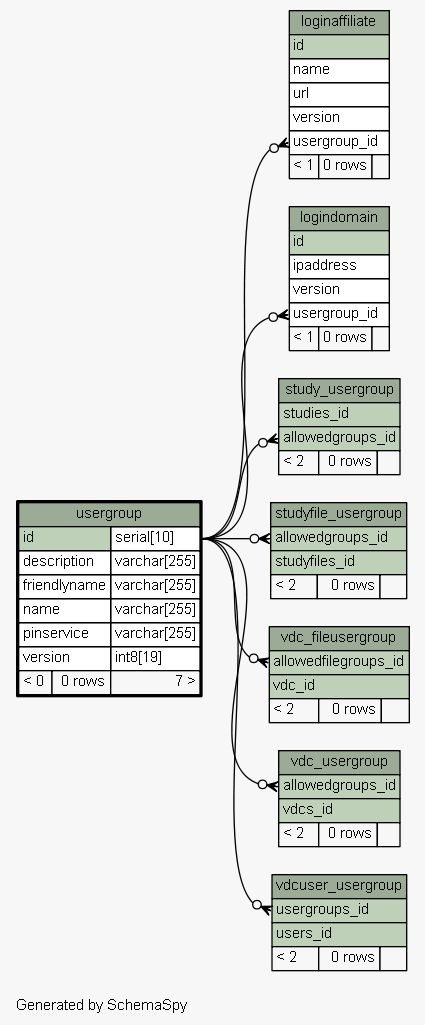 loginaffiliate
id
name
url
version
usergroup_id
< 1 0 rows
logindomain
id
ipaddress
version
usergroup_id
< 1 0 rows
study_usergroup
studies_id
allowedgroups_id
< 2 0 rows
usergroup
id serial[10]
description varchar[255]
friendlyname varchar[255]
name varchar[255]
pinservice varchar[255]
version int8[19]
< 0 0 rows 7 >
studyfile_usergroup
allowedgroups_id
studyfiles_id
< 2 0 rows
vdc_fileusergroup
allowedfilegroups_id
vdc_id
< 2 0 rows
vdc_usergroup
allowedgroups_id
vdcs_id
< 2 0 rows
vdcuser_usergroup
usergroups_id
users_id
< 2 0 rows
Generated by SchemaSpy